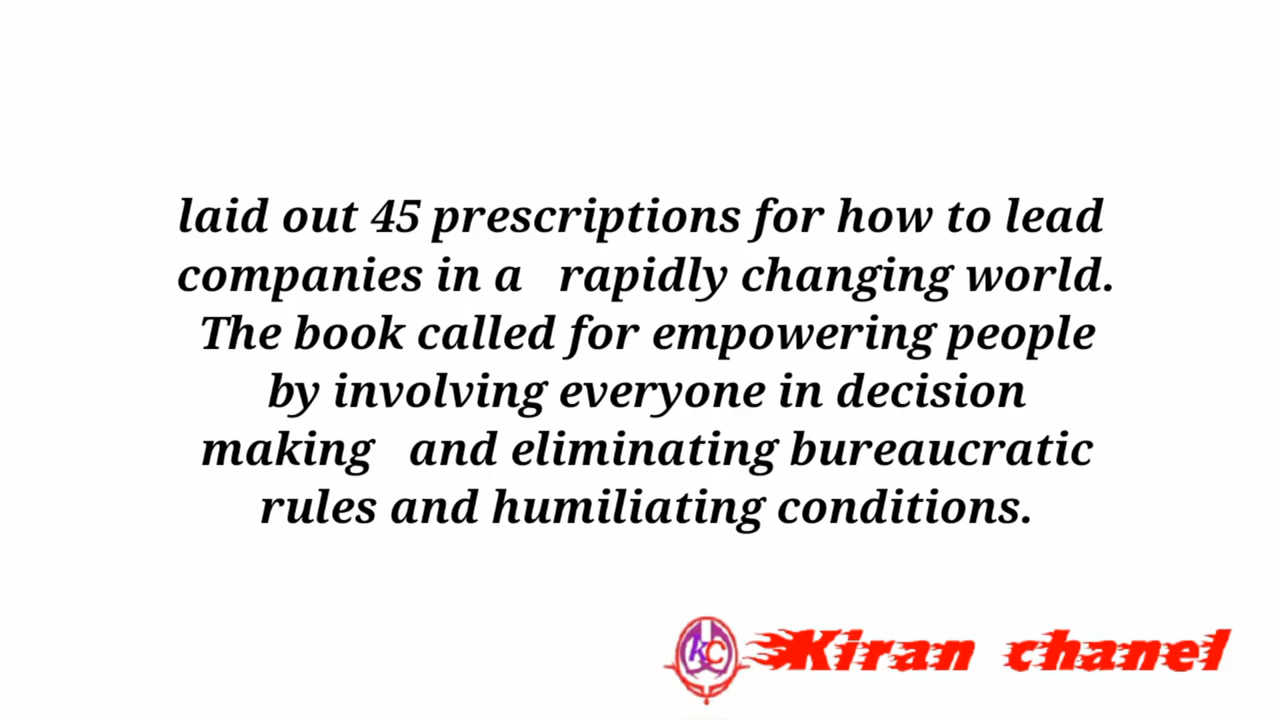 laid out 45 prescriptions for how to lead
companies in a rapidly changing world.
The book called for empowering people
by involving everyone in decision
making and eliminating bureaucratic
rules and humiliating conditions.
KC Kiran chanel